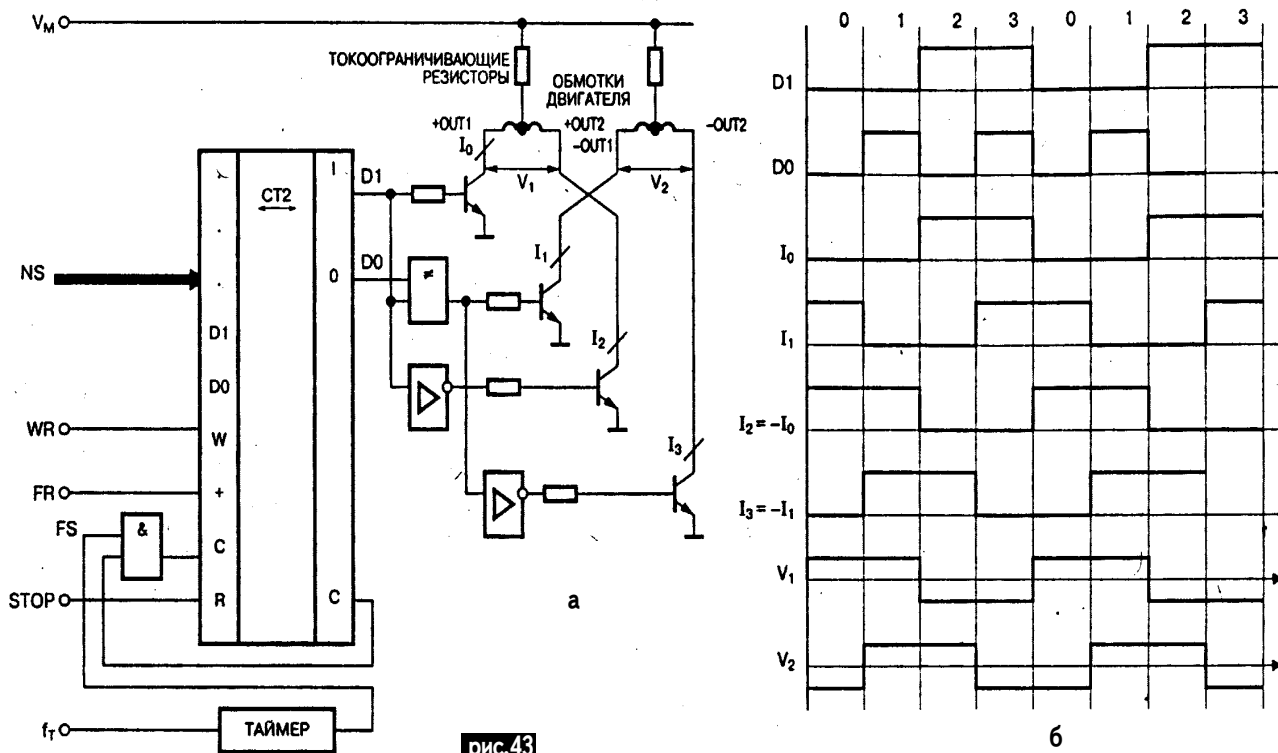 V_M
ТОКООГРАНИЧИВАЮЩИЕ
РЕЗИСТОРЫ
ОБМОТКИ
ДВИГАТЕЛЯ
+OUT1
+OUT2
-OUT1
-OUT2
I₀
V₁
V₂
CT2
1
D1
0
D0
≠
NS
D1
D0
I₁
I₂
I₃
WR
W
FR
+
FS
&
C
STOP
R
C
f_T
ТАЙМЕР
а
рис.43
0 1 2 3 0 1 2 3
D1
D0
I₀
I₁
I₂ = –I₀
I₃ = –I₁
V₁
V₂
б